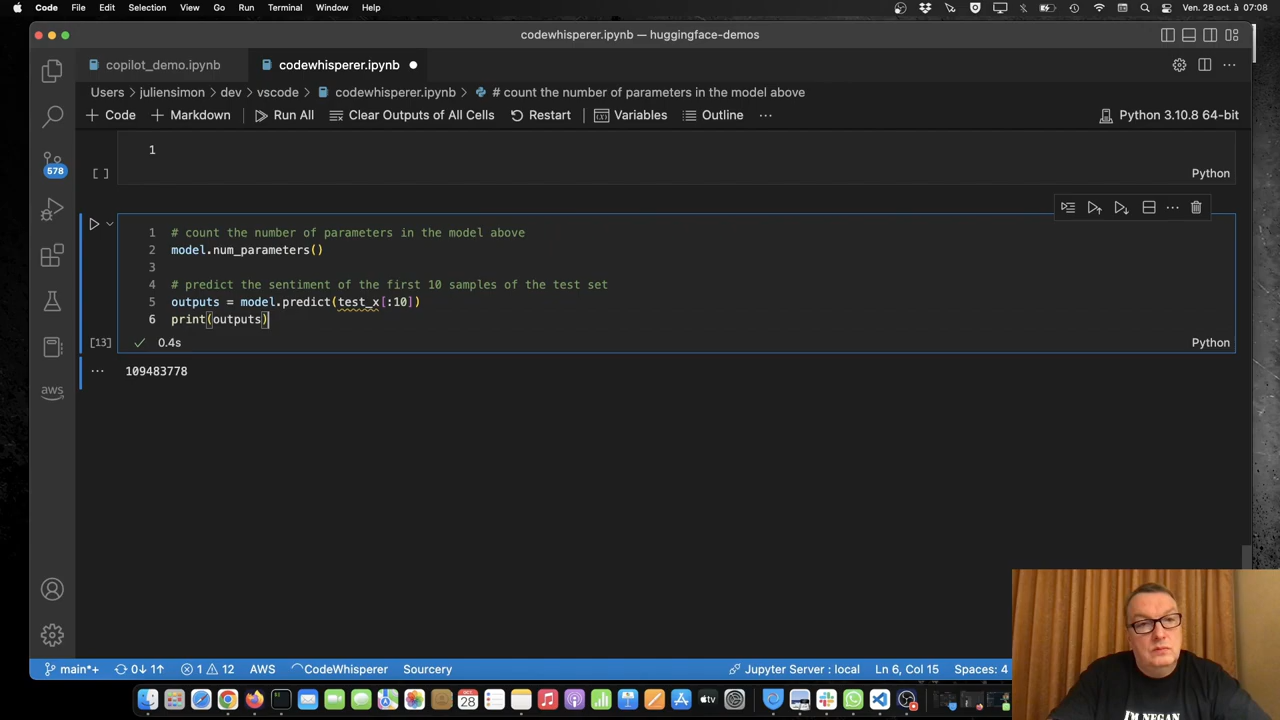 Code File Edit Selection View Go Run Terminal Window Help Ven. 28 oct. à 07:08
codewhisperer.ipynb — huggingface-demos
copilot_demo.ipynb codewhisperer.ipynb
Users juliensimon dev vscode codewhisperer.ipynb # count the number of parameters in the model above
Code Markdown Run All Clear Outputs of All Cells Restart Variables Outline Python 3.10.8 64-bit
1
[ ] Python
578
1 # count the number of parameters in the model above
2 model.num_parameters()
3
4 # predict the sentiment of the first 10 samples of the test set
5 outputs = model.predict(test_x[:10])
6 print(outputs)
[13] 0.4s Python
109483778
aws
main*+ 0↓ 1↑ 1 12 AWS CodeWhisperer Sourcery Jupyter Server : local Ln 6, Col 15 Spaces: 4
OCT
28
tv
I'M NEGAN